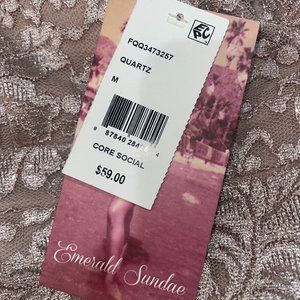 FQQ3473257
QUARTZ
M
CORE SOCIAL
$59.00
Emerald Sundae